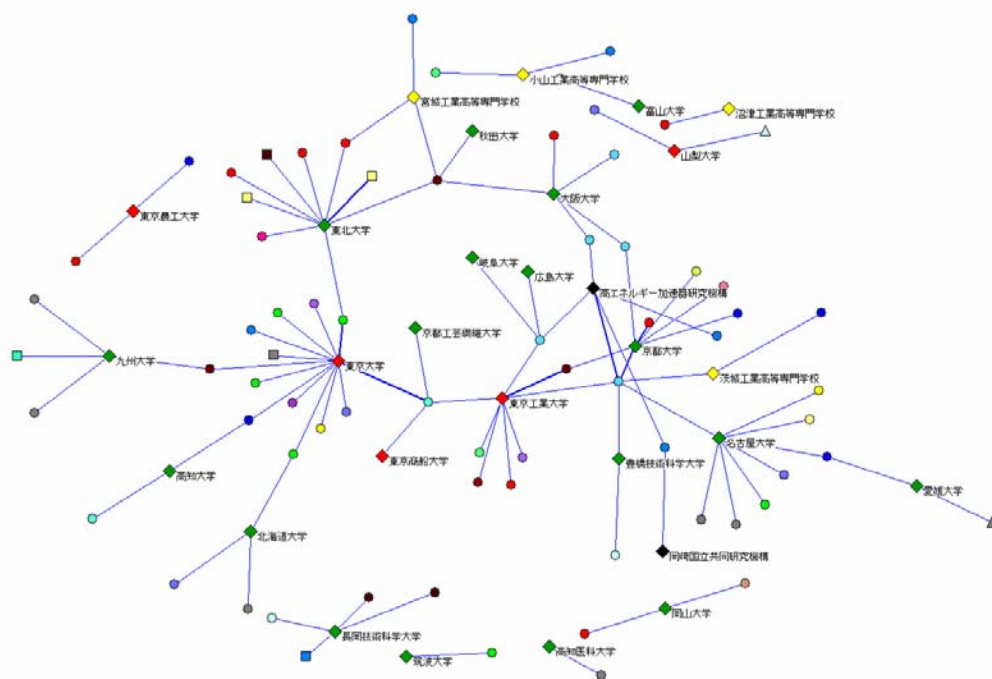 小山工業高等専門学校
宮城工業高等専門学校
富山大学
沼津工業高等専門学校
秋田大学
山梨大学
大阪大学
東京農工大学
東北大学
岐阜大学
広島大学
高エネルギー加速器研究機構
京都工芸繊維大学
京都大学
九州大学
東京大学
茨城工業高等専門学校
東京工業大学
名古屋大学
東京商船大学
豊橋技術科学大学
高知大学
愛媛大学
北海道大学
岡崎国立共同研究機構
岡山大学
長岡技術科学大学
高知医科大学
筑波大学